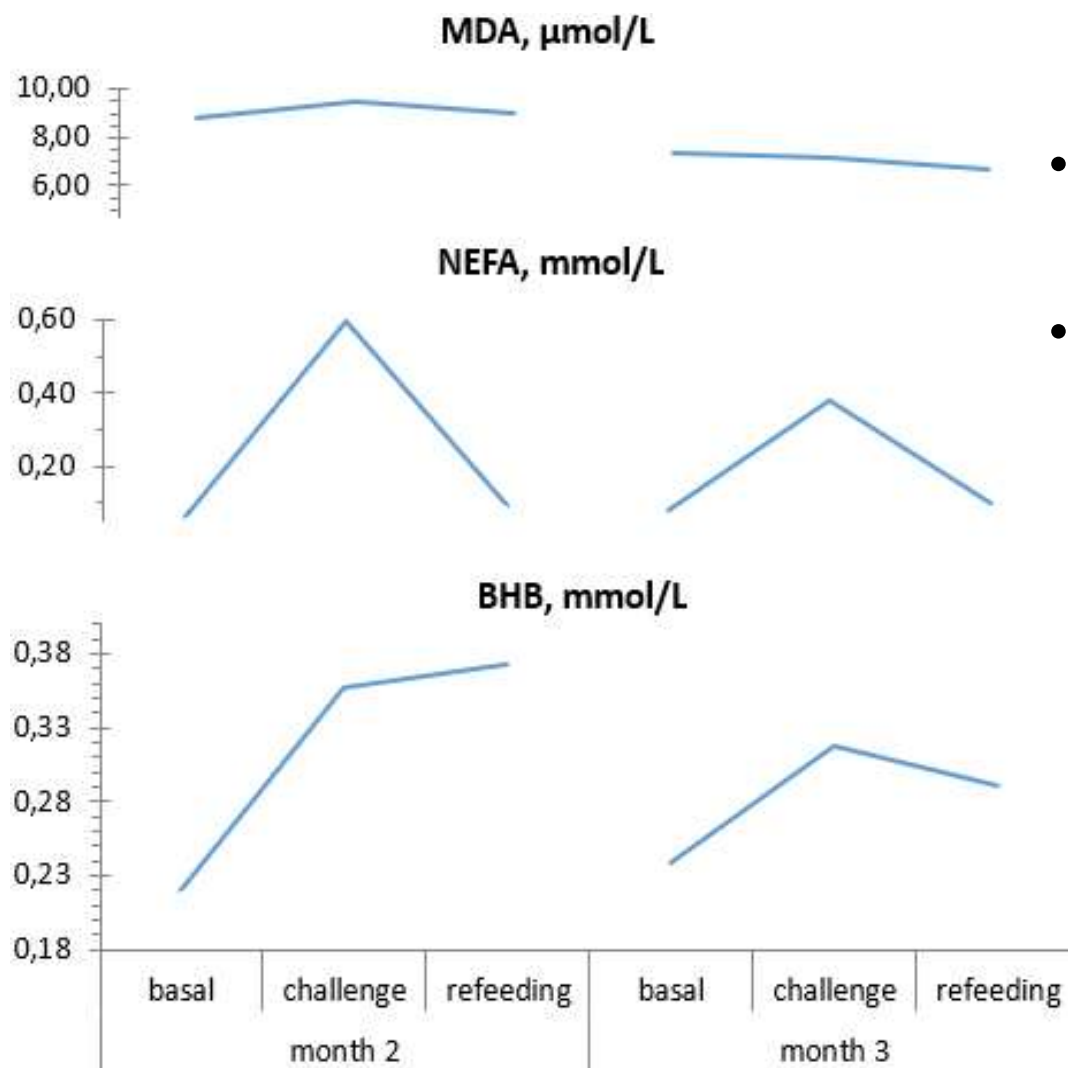 MDA, µmol/L
10,00
8,00
6,00
•
NEFA, mmol/L
0,60
•
0,40
0,20
BHB, mmol/L
0,38
0,33
0,28
0,23
0,18
basal challenge refeeding basal challenge refeeding
month 2 month 3